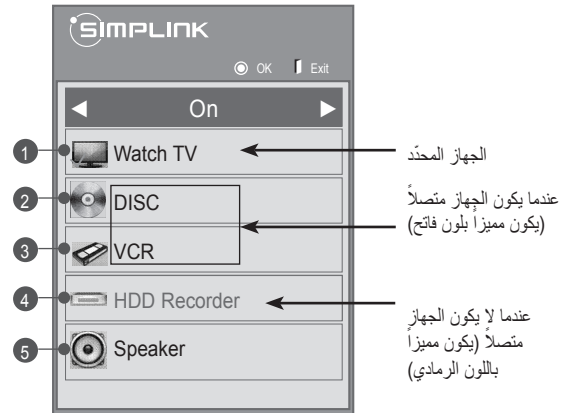 SIMPLINK
OK Exit
On
1 Watch TV
الجهاز المحدّد
2 DISC
عندما يكون الجهاز متصلاً
(يكون مميزاً بلون فاتح)
3 VCR
4 HDD Recorder
عندما لا يكون الجهاز
متصلاً (يكون مميزاً
باللون الرمادي)
5 Speaker